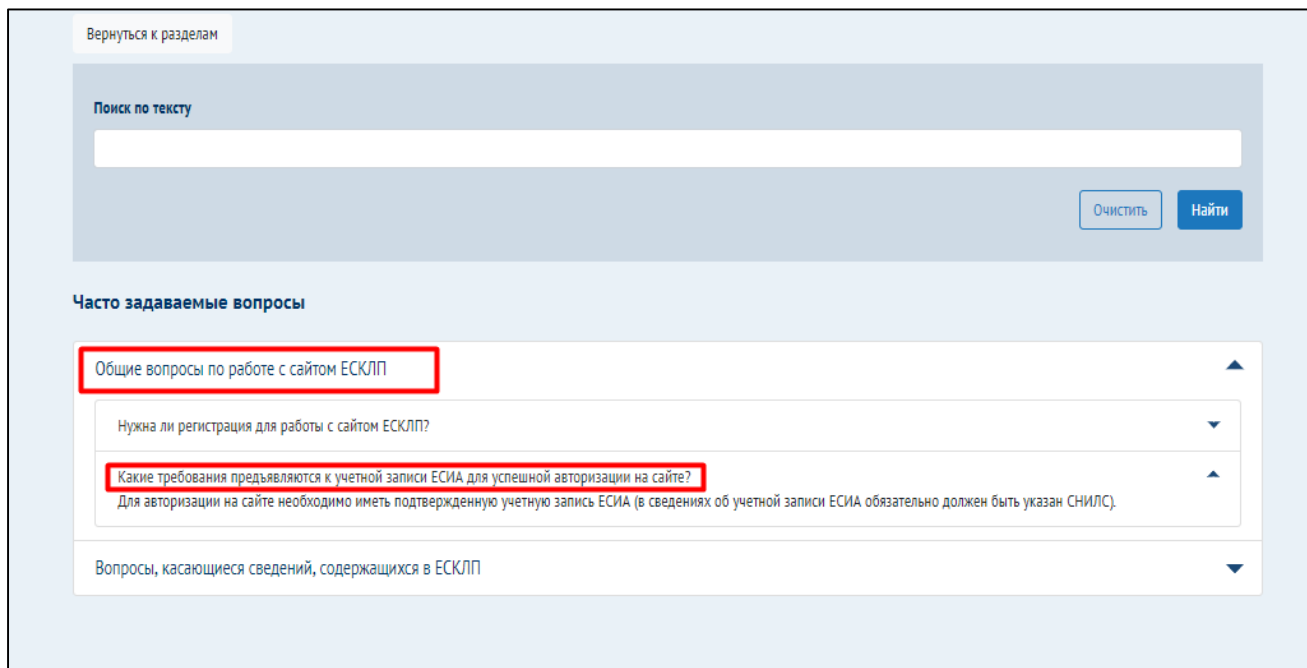 Вернуться к разделам
Поиск по тексту
Очистить
Найти
Часто задаваемые вопросы
Общие вопросы по работе с сайтом ЕСКЛП
Нужна ли регистрация для работы с сайтом ЕСКЛП?
Какие требования предъявляются к учетной записи ЕСИА для успешной авторизации на сайте?
Для авторизации на сайте необходимо иметь подтвержденную учетную запись ЕСИА (в сведениях об учетной записи ЕСИА обязательно должен быть указан СНИЛС).
Вопросы, касающиеся сведений, содержащихся в ЕСКЛП